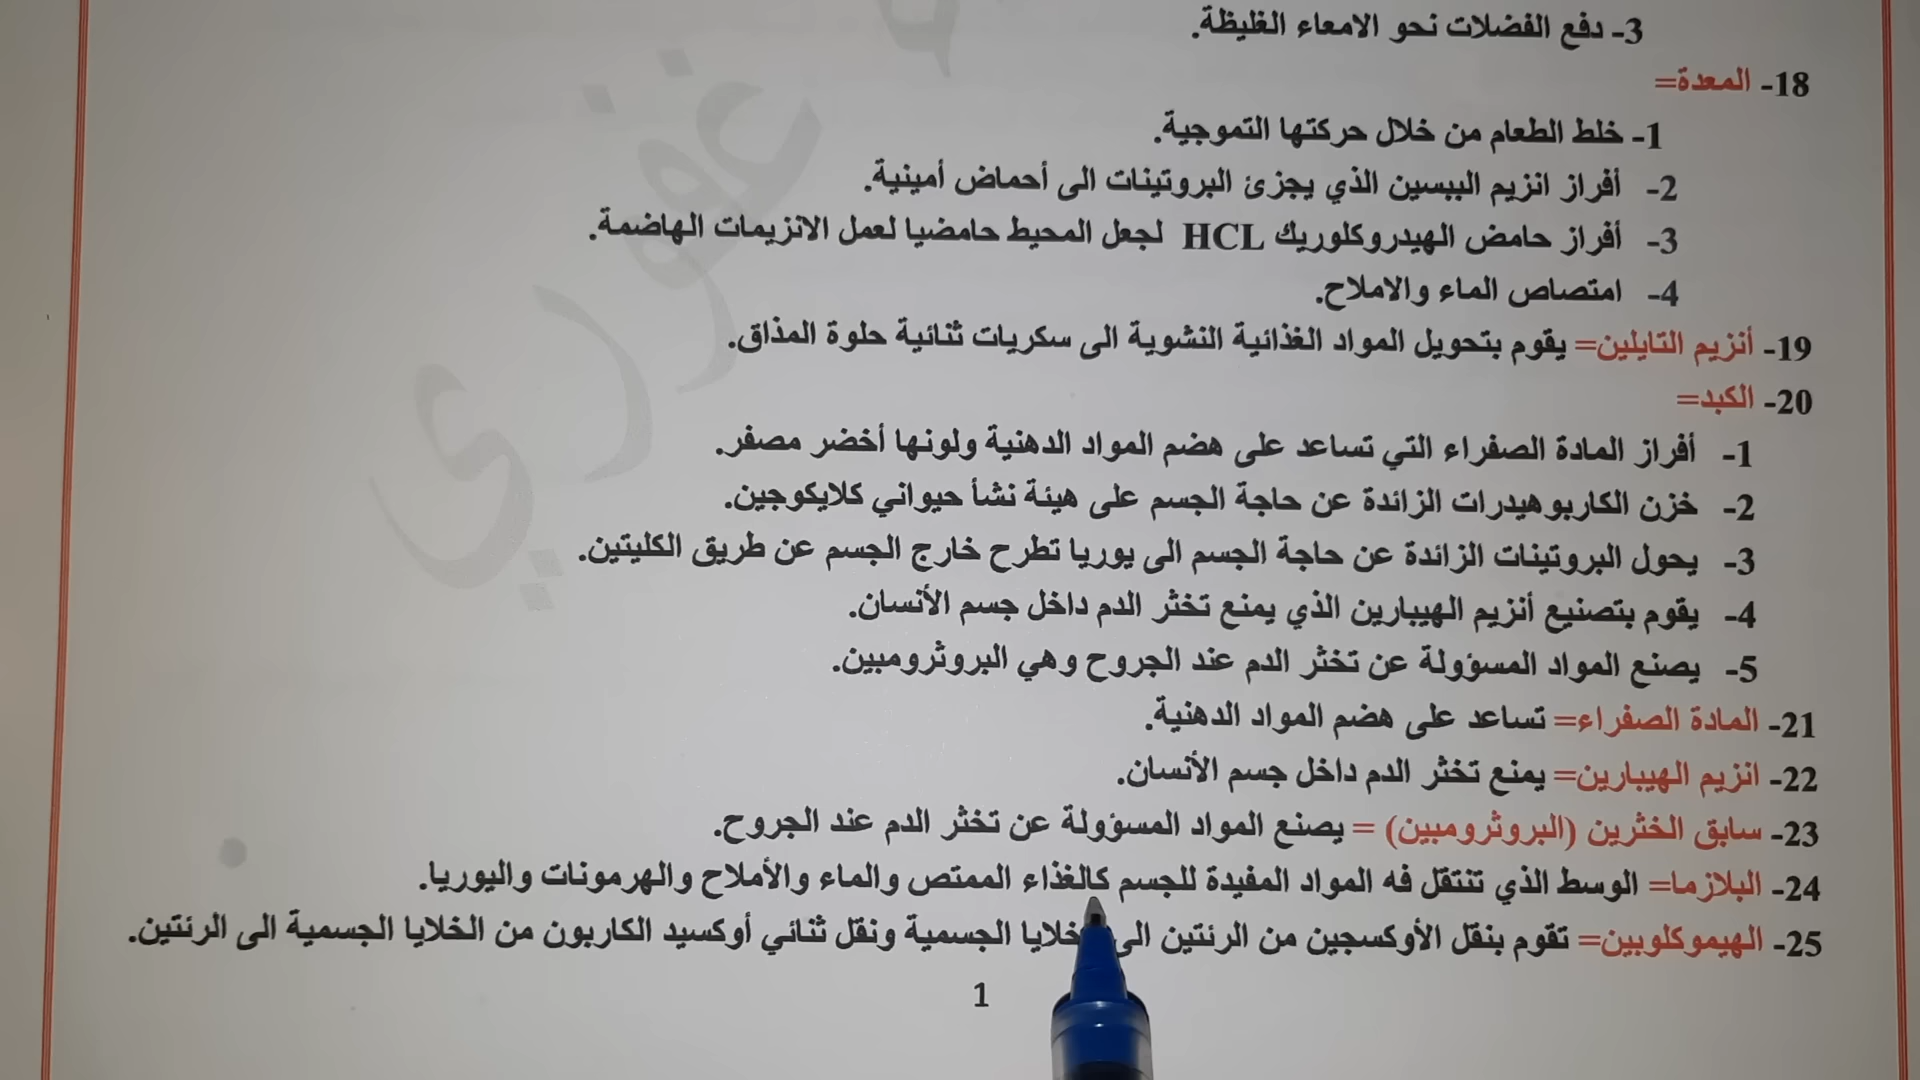 3- دفع الفضلات نحو الامعاء الغليظة.
18- المعدة=
1- خلط الطعام من خلال حركتها التموجية.
2- أفراز انزيم الببسين الذي يجزئ البروتينات الى أحماض أمينية.
3- أفراز حامض الهيدروكلوريك HCL لجعل المحيط حامضيا لعمل الانزيمات الهاضمة.
4- امتصاص الماء والاملاح.
19- أنزيم التايلين= يقوم بتحويل المواد الغذائية النشوية الى سكريات ثنائية حلوة المذاق.
20- الكبد=
1- أفراز المادة الصفراء التي تساعد على هضم المواد الدهنية ولونها أخضر مصفر.
2- خزن الكاربوهيدرات الزائدة عن حاجة الجسم على هيئة نشأ حيواني كلايكوجين.
3- يحول البروتينات الزائدة عن حاجة الجسم الى يوريا تطرح خارج الجسم عن طريق الكليتين.
4- يقوم بتصنيع أنزيم الهيبارين الذي يمنع تخثر الدم داخل جسم الأنسان.
5- يصنع المواد المسؤولة عن تخثر الدم عند الجروح وهي البروثرومبين.
21- المادة الصفراء= تساعد على هضم المواد الدهنية.
22- انزيم الهيبارين= يمنع تخثر الدم داخل جسم الأنسان.
23- سابق الخثرين (البروثرومبين) = يصنع المواد المسؤولة عن تخثر الدم عند الجروح.
24- البلازما= الوسط الذي تنتقل فه المواد المفيدة للجسم كالغذاء الممتص والماء والأملاح والهرمونات واليوريا.
25- الهيموكلوبين= تقوم بنقل الأوكسجين من الرئتين الى خلايا الجسمية ونقل ثنائي أوكسيد الكاربون من الخلايا الجسمية الى الرئتين.
1